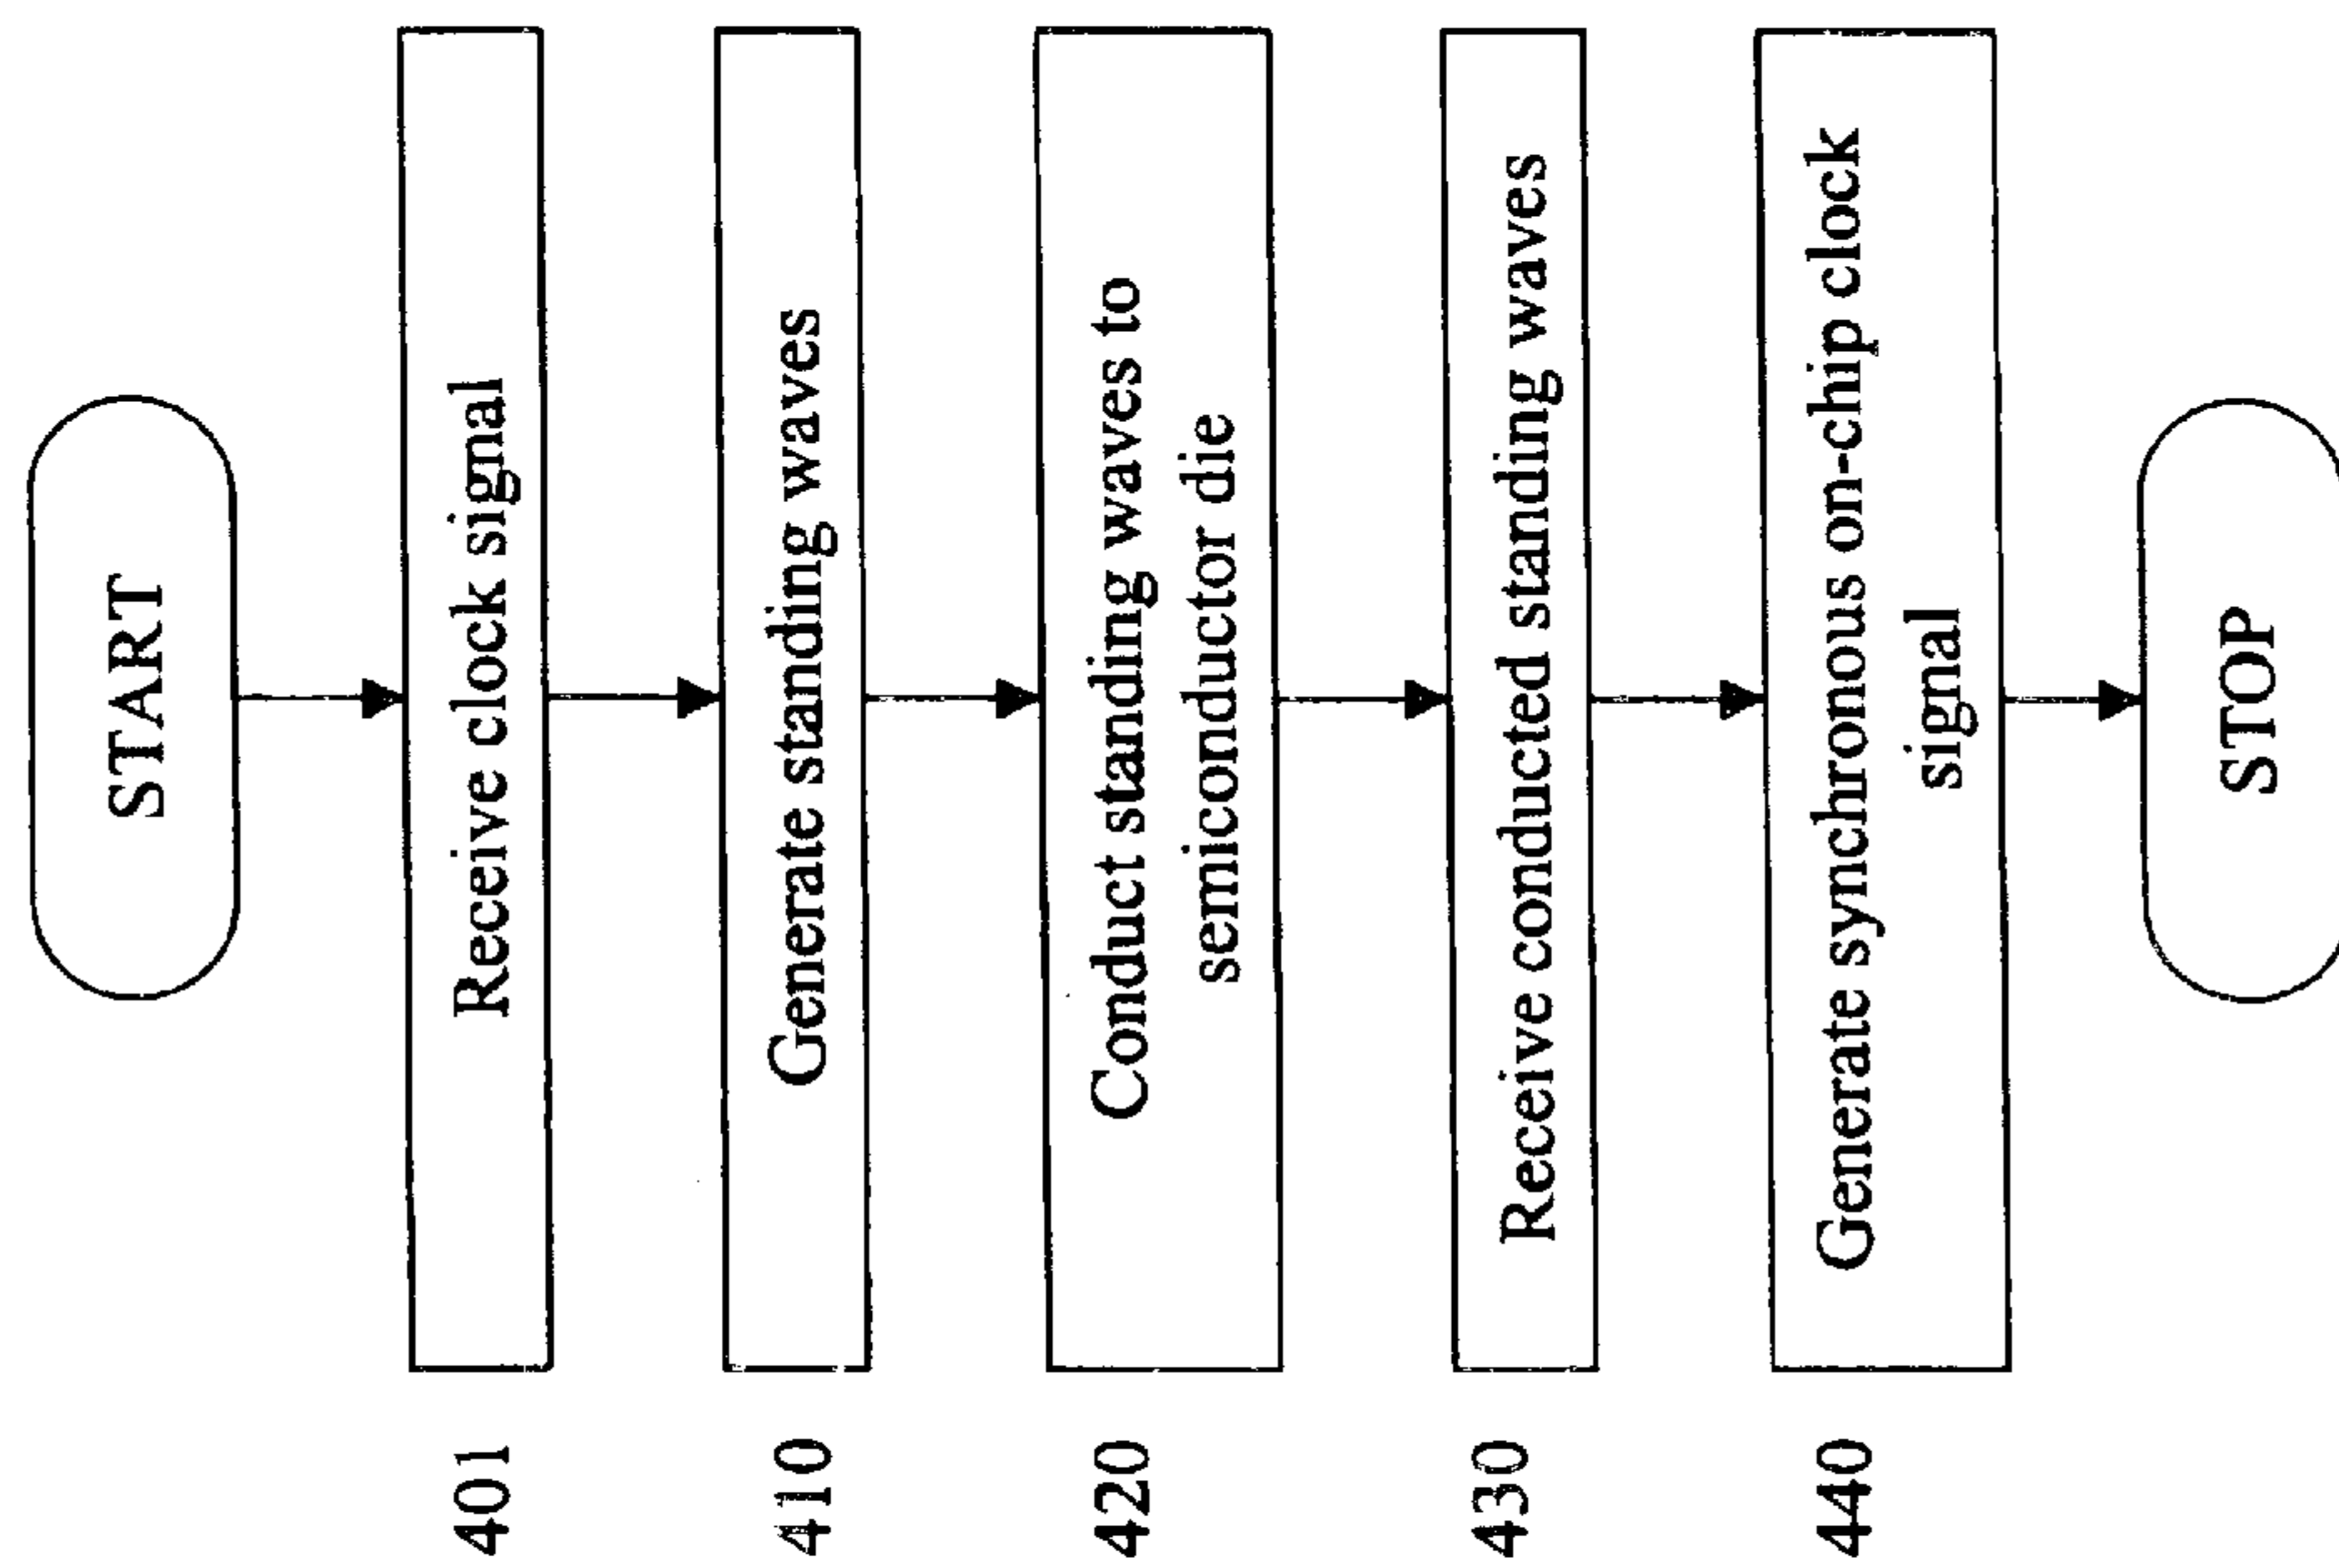 START
401
Receive clock signal
410
Generate standing waves
420
Conduct standing waves to
semiconductor die
430
Receive conducted standing waves
440
Generate synchronous on-chip clock
signal
STOP